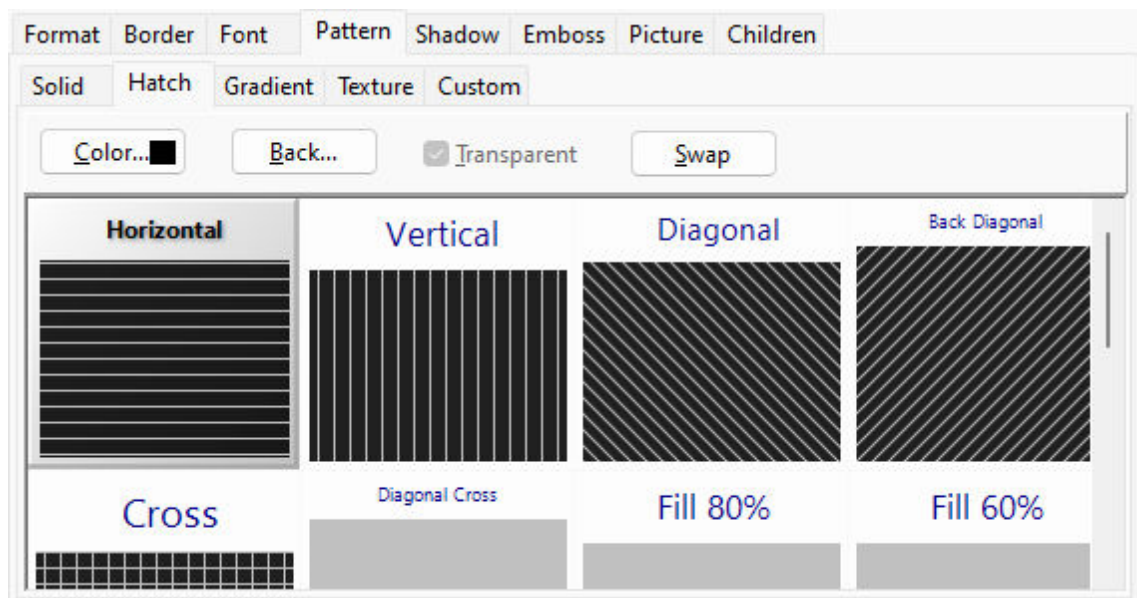 Format Border Font Pattern Shadow Emboss Picture Children
Solid Hatch Gradient Texture Custom
Color... Back... Transparent Swap
Horizontal Vertical Diagonal Back Diagonal
Cross Diagonal Cross Fill 80% Fill 60%